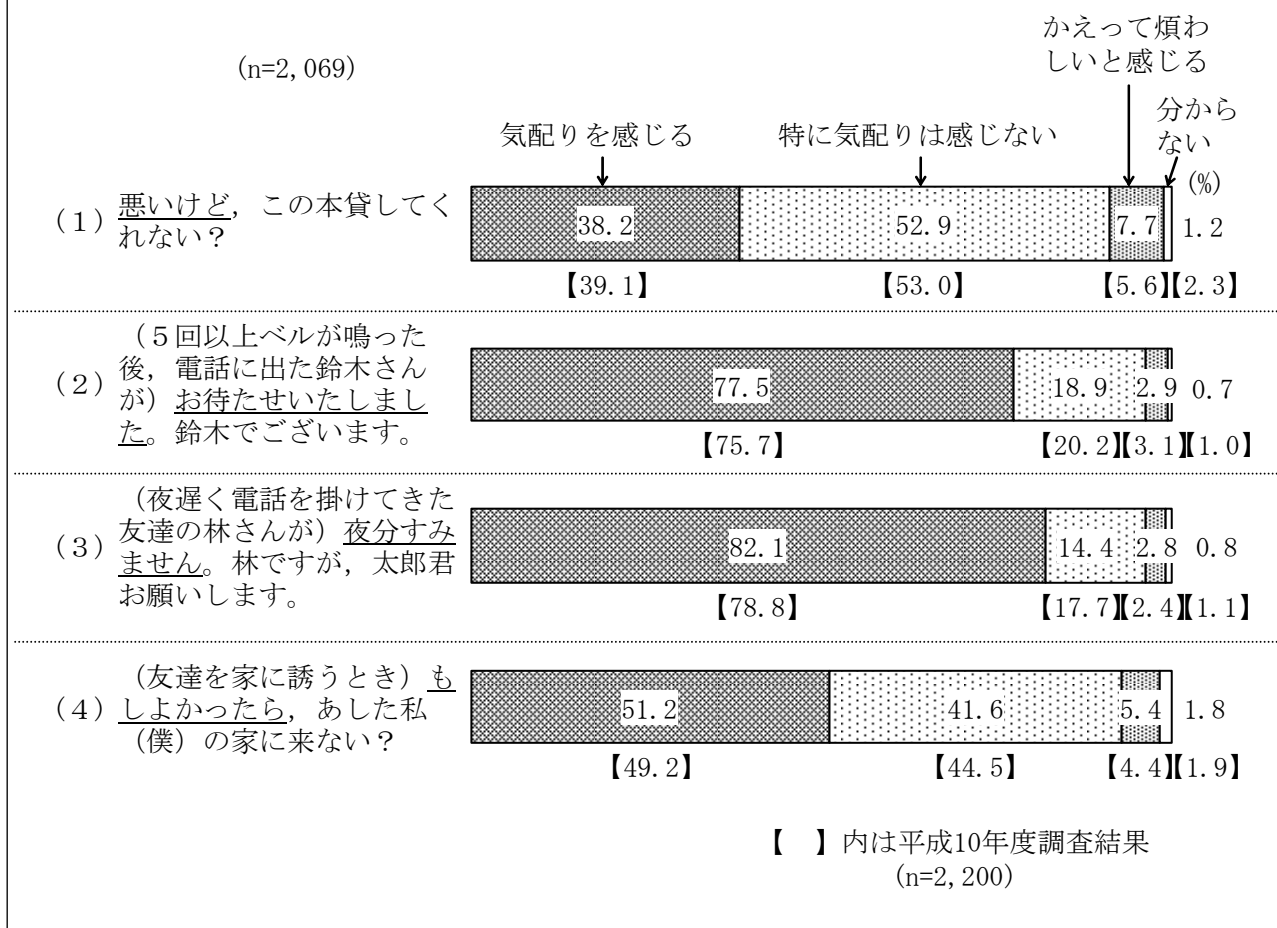 (n=2,069)
かえって煩わ
しいと感じる
分から
ない
気配りを感じる
特に気配りは感じない
(%)
(1)
悪いけど，この本貸してく
れない？
38.2
52.9
7.7
1.2
【39.1】
【53.0】
【5.6】【2.3】
(2)
（５回以上ベルが鳴った
後，電話に出た鈴木さん
が）お待たせいたしまし
た。鈴木でございます。
77.5
18.9
2.9
0.7
【75.7】
【20.2】【3.1】【1.0】
(3)
（夜遅く電話を掛けてきた
友達の林さんが）夜分すみ
ません。林ですが，太郎君
お願いします。
82.1
14.4
2.8
0.8
【78.8】
【17.7】【2.4】【1.1】
(4)
（友達を家に誘うとき）も
しよかったら，あした私
（僕）の家に来ない？
51.2
41.6
5.4
1.8
【49.2】
【44.5】
【4.4】【1.9】
【　】内は平成10年度調査結果
(n=2,200)